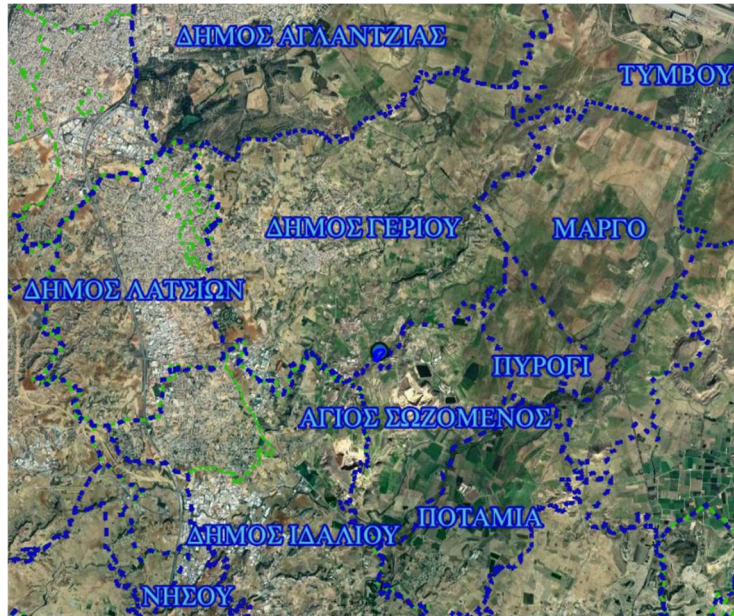 ΔΗΜΟΣ ΑΓΛΑΝΤΖΙΑΣ
ΤΥΜΒΟΥ
ΔΗΜΟΣ ΓΕΡΙΟΥ
ΜΑΡΓΟ
ΔΗΜΟΣ ΛΑΤΣΙΩΝ
ΠΥΡΟΓΙ
ΑΓΙΟΣ ΣΩΖΟΜΕΝΟΣ
ΠΟΤΑΜΙΑ
ΔΗΜΟΣ ΙΔΑΛΙΟΥ
ΝΗΣΟΥ